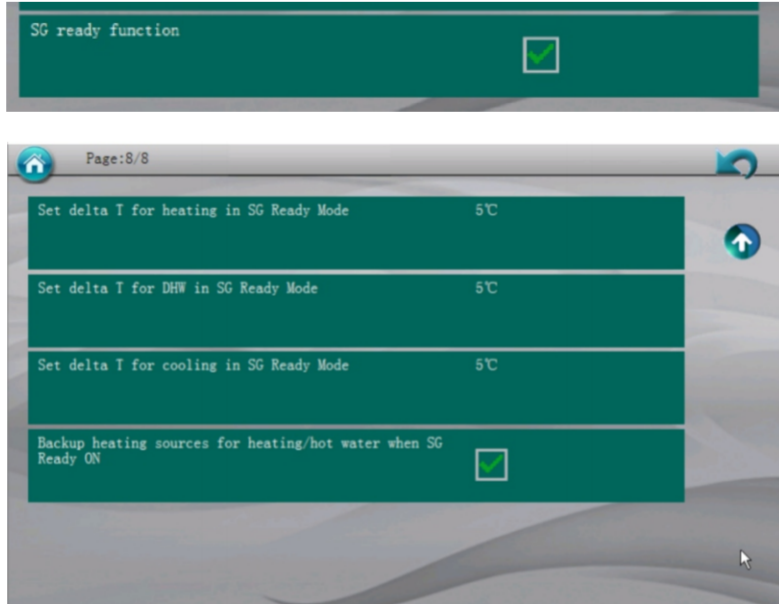 SG ready function
Page:8/8
Set delta T for heating in SG Ready Mode 5℃
Set delta T for DHW in SG Ready Mode 5℃
Set delta T for cooling in SG Ready Mode 5℃
Backup heating sources for heating/hot water when SG
Ready ON